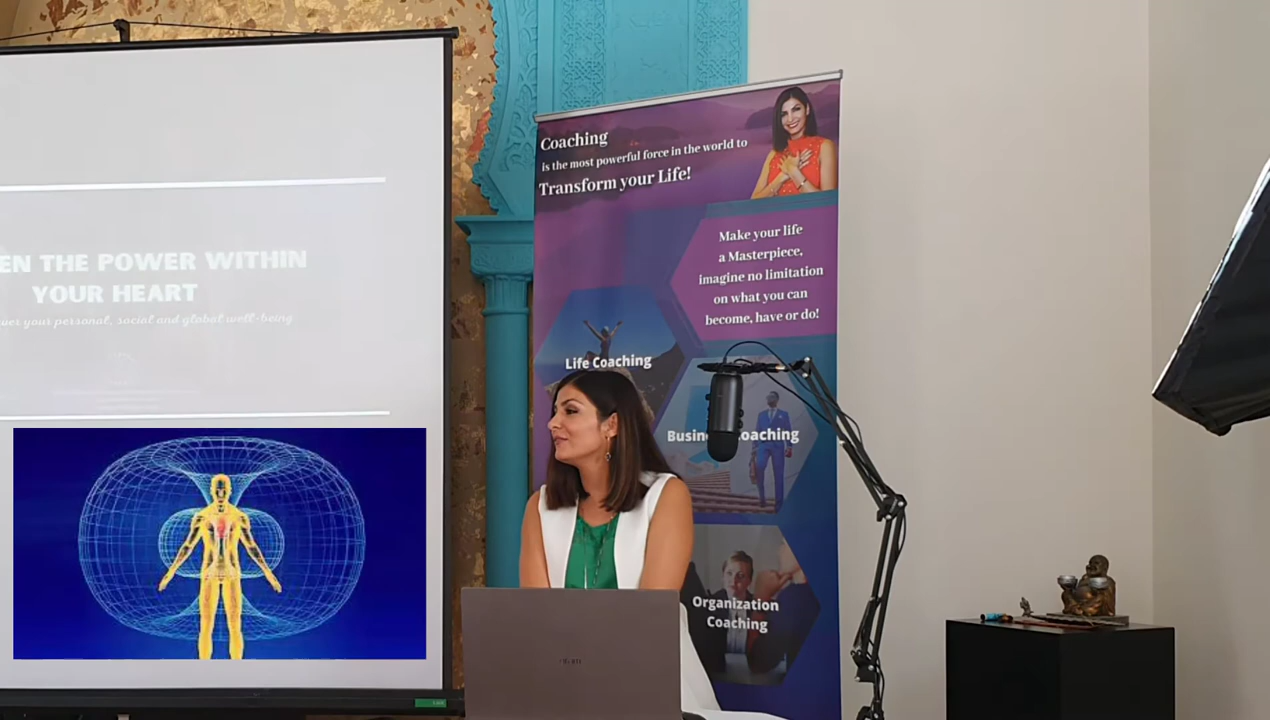 EN THE POWER WITHIN
YOUR HEART
your personal, social and global well-being
Coaching
is the most powerful force in the world to
Transform your Life!
Make your life
a Masterpiece,
imagine no limitation
on what you can
become, have or do!
Life Coaching
Busin oaching
Organization
Coaching